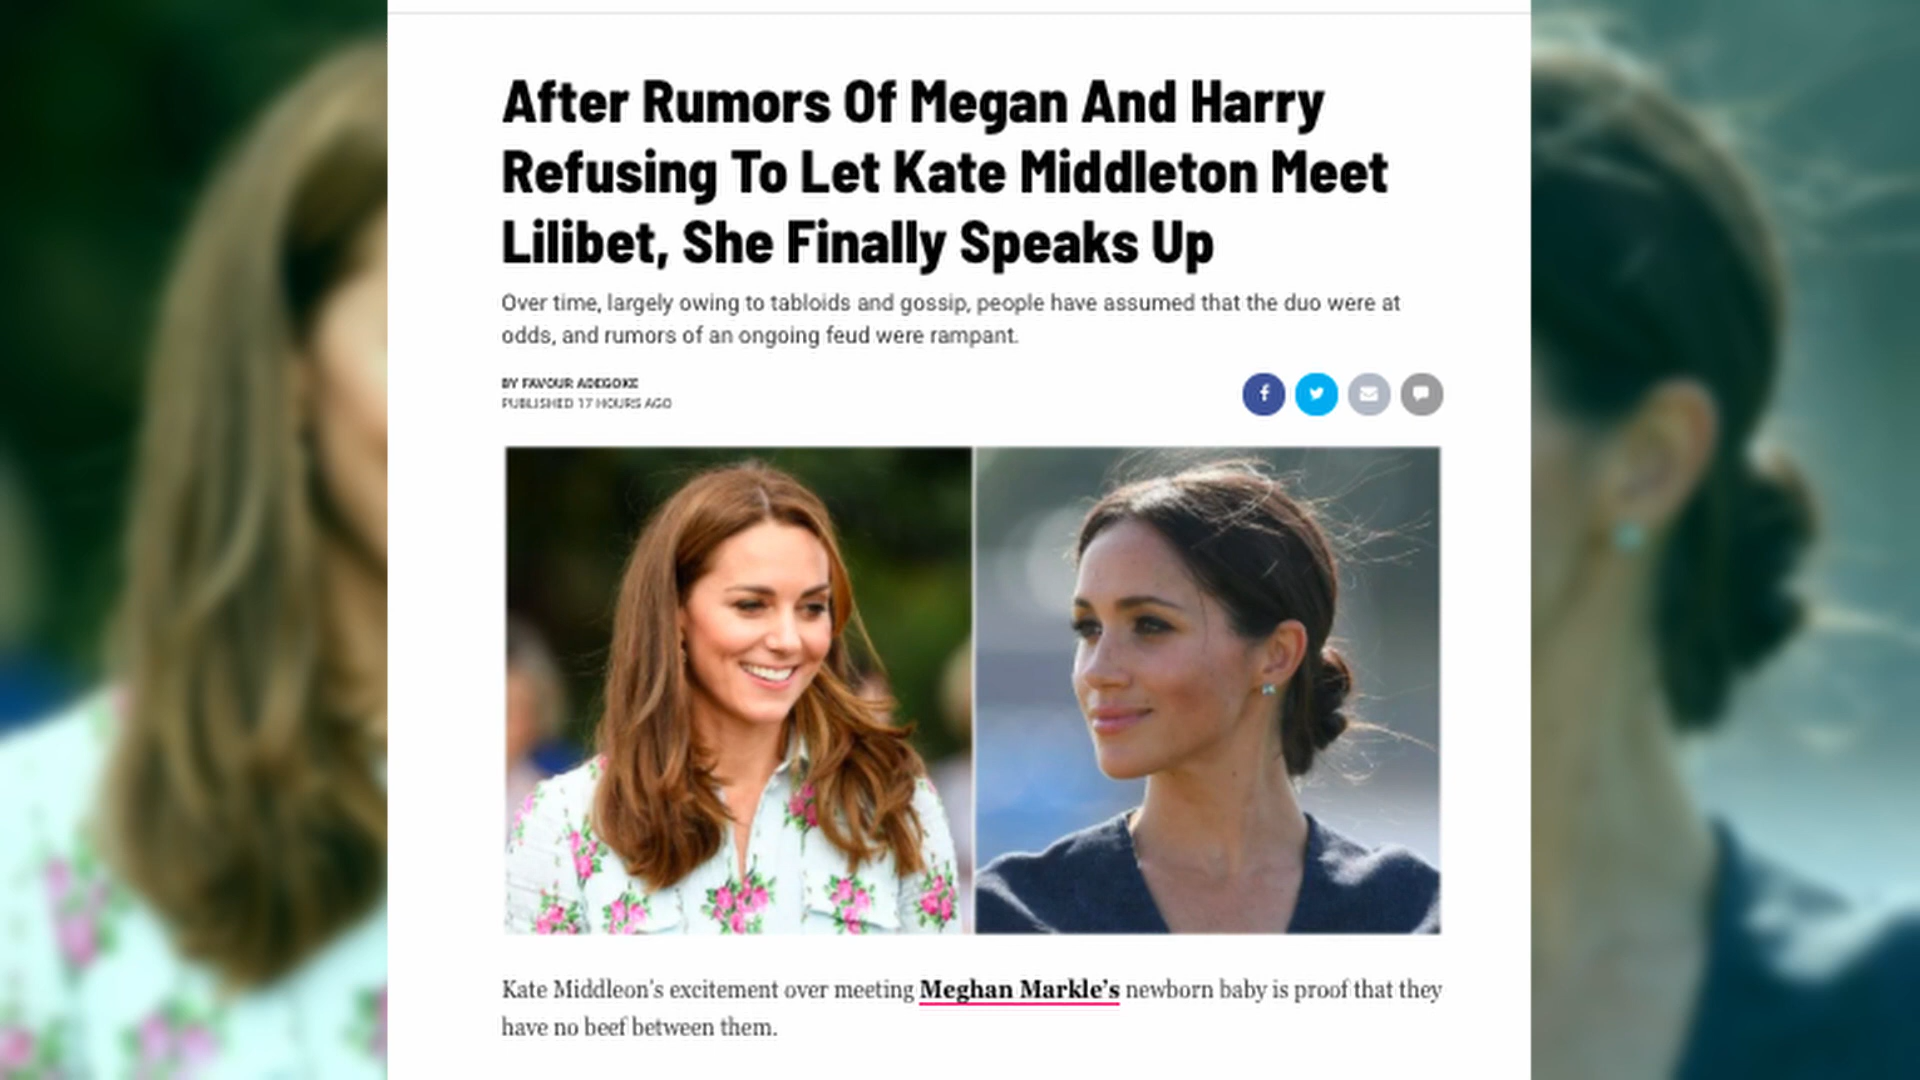 After Rumors Of Megan And Harry
Refusing To Let Kate Middleton Meet
Lilibet, She Finally Speaks Up
Over time, largely owing to tabloids and gossip, people have assumed that the duo were at
odds, and rumors of an ongoing feud were rampant.
BY FAVOUR ADEGOKE
PUBLISHED 17 HOURS AGO
Kate Middleon's excitement over meeting Meghan Markle's newborn baby is proof that they
have no beef between them.